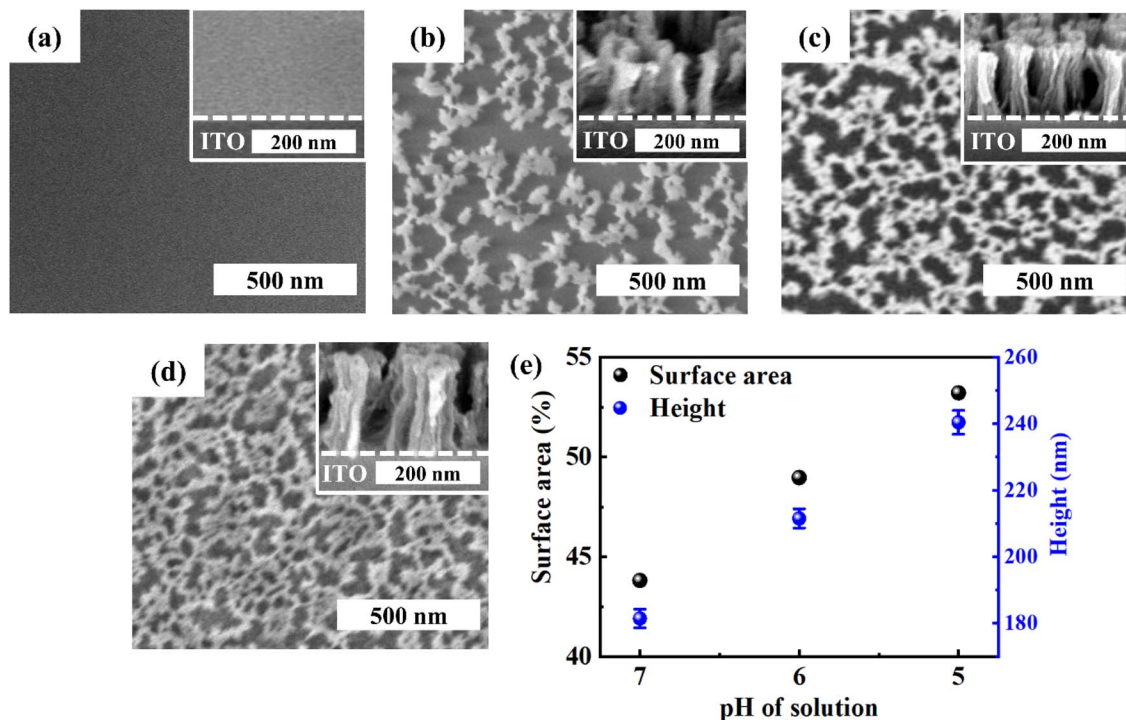 (a)
ITO 200 nm
500 nm
(b)
ITO 200 nm
500 nm
(c)
ITO 200 nm
500 nm
(d)
ITO 200 nm
500 nm
(e)
Surface area
Height
55
50
45
40
Surface area (%)
260
240
220
200
180
Height (nm)
7 6 5
pH of solution